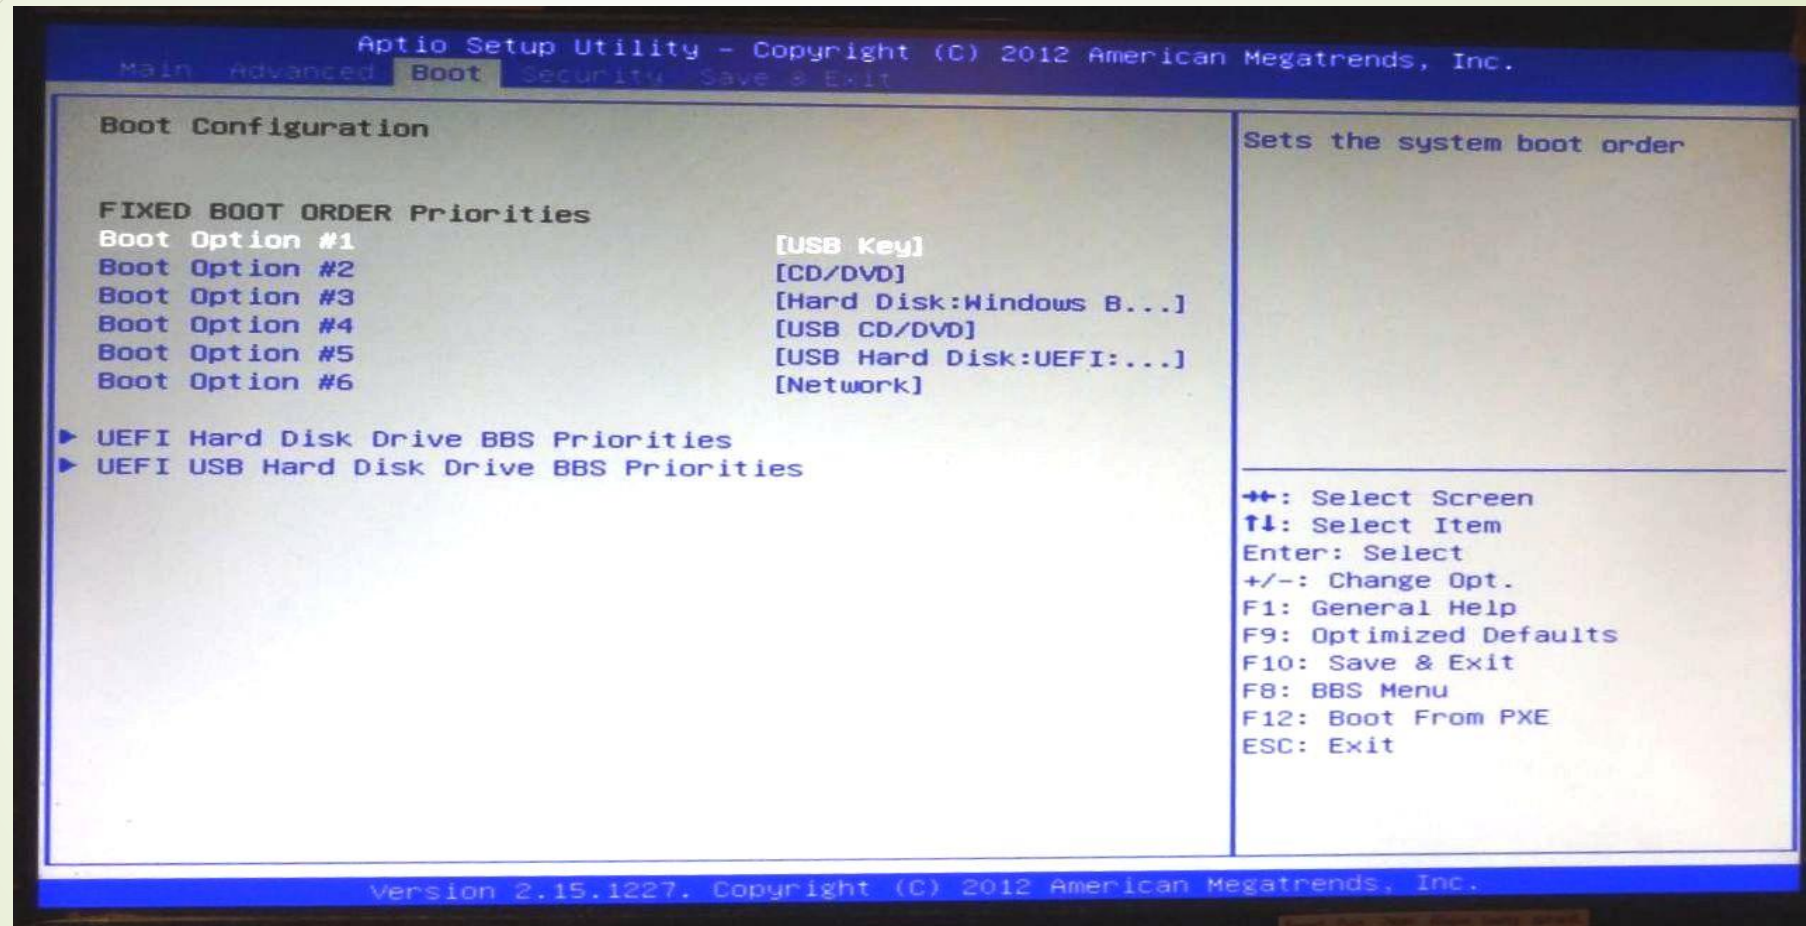 Aptio Setup Utility – Copyright (C) 2012 American Megatrends, Inc.
Main Advanced Boot Security Save & Exit
Boot Configuration
FIXED BOOT ORDER Priorities
Boot Option #1 [USB Key]
Boot Option #2 [CD/DVD]
Boot Option #3 [Hard Disk:Windows B...]
Boot Option #4 [USB CD/DVD]
Boot Option #5 [USB Hard Disk:UEFI:...]
Boot Option #6 [Network]
▶ UEFI Hard Disk Drive BBS Priorities
▶ UEFI USB Hard Disk Drive BBS Priorities
Sets the system boot order
→←: Select Screen
↑↓: Select Item
Enter: Select
+/-: Change Opt.
F1: General Help
F9: Optimized Defaults
F10: Save & Exit
F8: BBS Menu
F12: Boot From PXE
ESC: Exit
Version 2.15.1227. Copyright (C) 2012 American Megatrends, Inc.